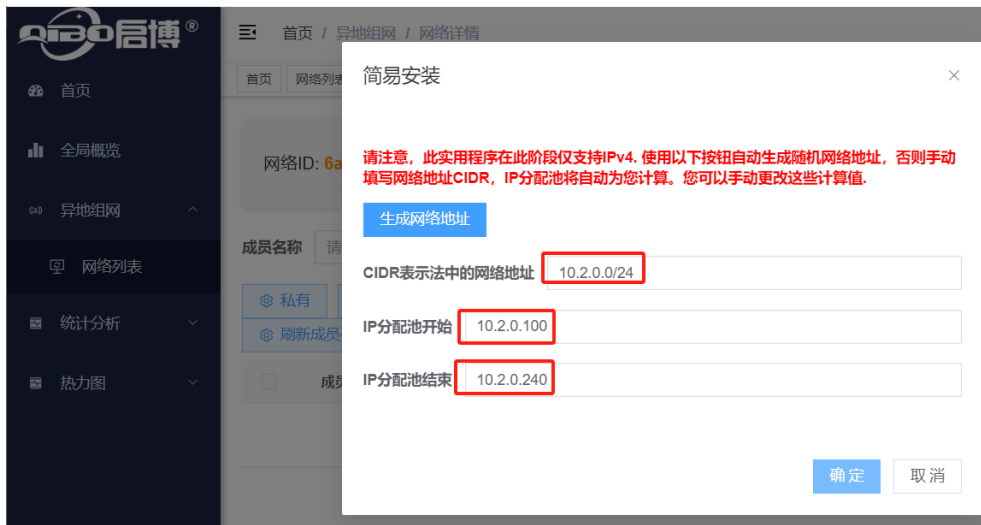 QIBO启博®
首页 / 异地组网 / 网络详情
首页
网络列表
首页
全局概览
异地组网
网络列表
统计分析
热力图
网络ID: 6a
成员名称 请
私有
刷新成员
成员
简易安装
请注意，此实用程序在此阶段仅支持IPv4. 使用以下按钮自动生成随机网络地址，否则手动
填写网络地址CIDR，IP分配池将自动为您计算。您可以手动更改这些计算值.
生成网络地址
CIDR表示法中的网络地址 10.2.0.0/24
IP分配池开始 10.2.0.100
IP分配池结束 10.2.0.240
确定 取消